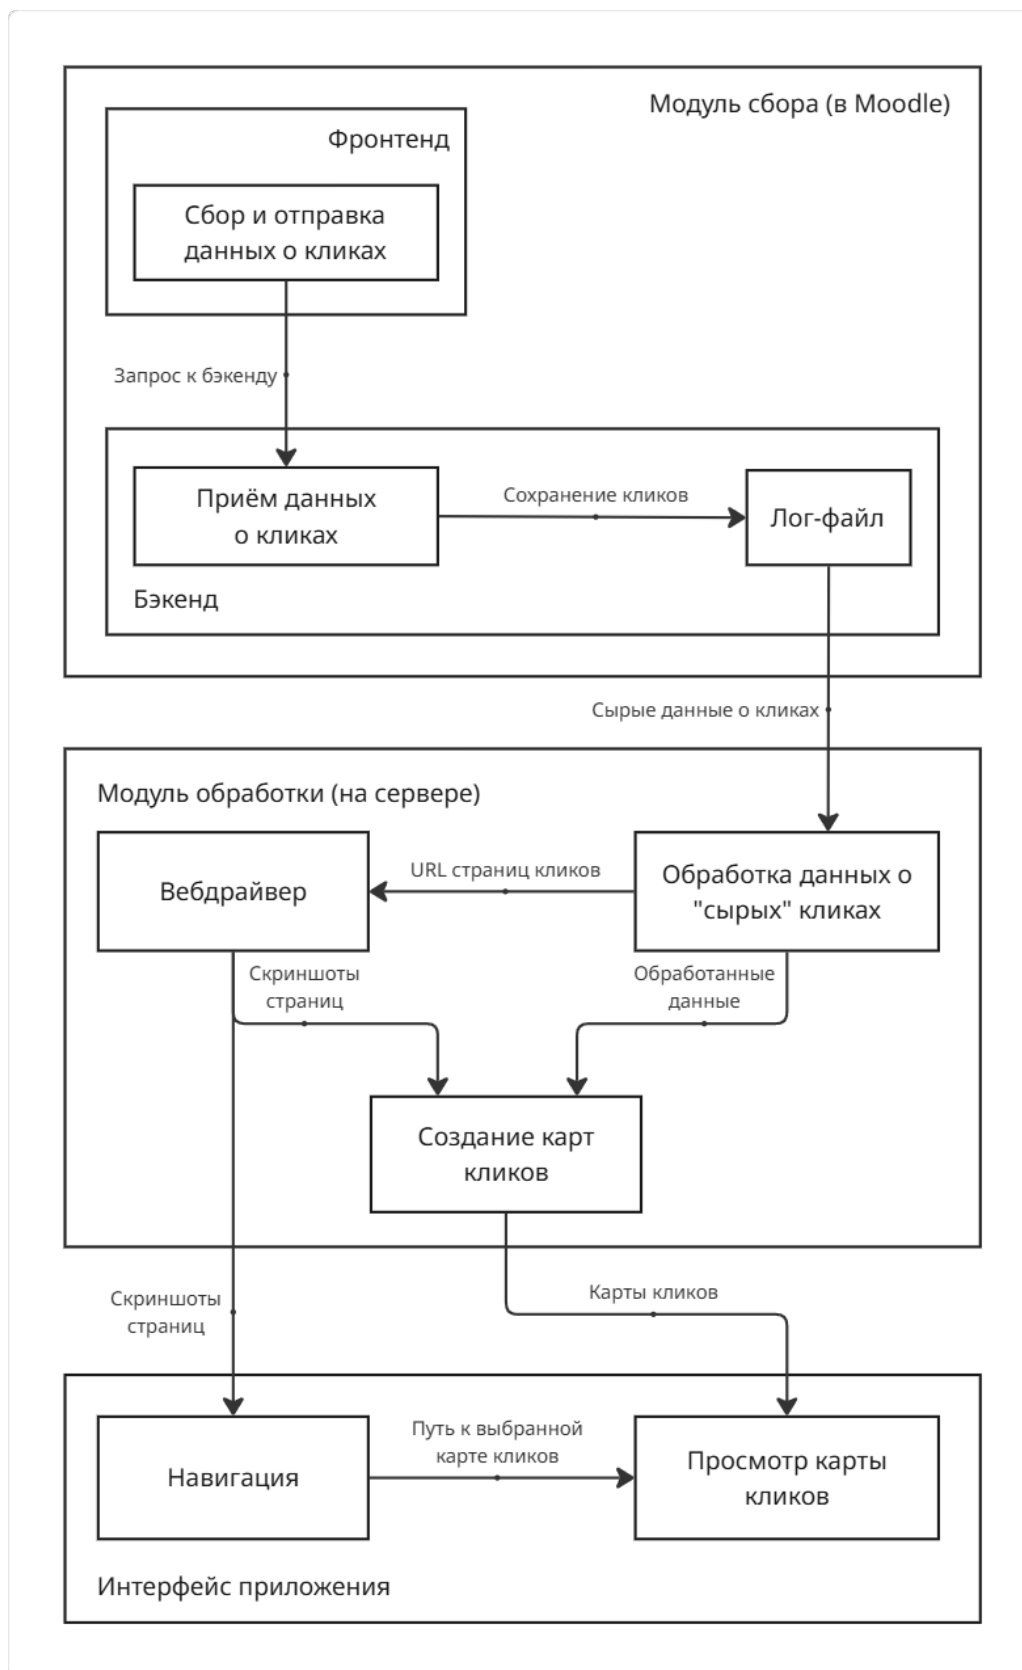 Модуль сбора (в Moodle)
Фронтенд
Сбор и отправка
данных о кликах
Запрос к бэкенду
Приём данных
о кликах
Сохранение кликов
Лог-файл
Бэкенд
Сырые данные о кликах
Модуль обработки (на сервере)
Вебдрайвер
URL страниц кликов
Обработка данных о
"сырых" кликах
Скриншоты
страниц
Обработанные
данные
Создание карт
кликов
Скриншоты
страниц
Карты кликов
Навигация
Путь к выбранной
карте кликов
Просмотр карты
кликов
Интерфейс приложения